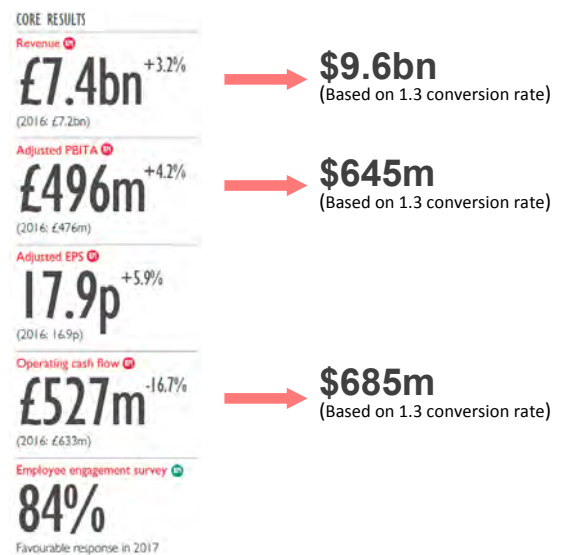 CORE RESULTS
Revenue
£7.4bn +3.2%
(2016: £7.2bn)
$9.6bn
(Based on 1.3 conversion rate)
Adjusted PBITA
£496m +4.2%
(2016: £476m)
$645m
(Based on 1.3 conversion rate)
Adjusted EPS
17.9p +5.9%
(2016: 16.9p)
Operating cash flow
£527m -16.7%
(2016: £633m)
$685m
(Based on 1.3 conversion rate)
Employee engagement survey
84%
Favourable response in 2017